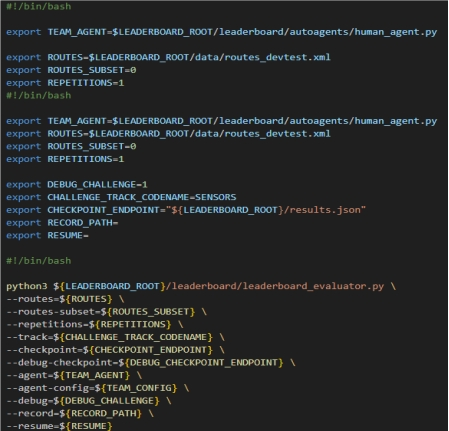 #!/bin/bash
export TEAM_AGENT=$LEADERBOARD_ROOT/leaderboard/autoagents/human_agent.py
export ROUTES=$LEADERBOARD_ROOT/data/routes_devtest.xml
export ROUTES_SUBSET=0
export REPETITIONS=1
#!/bin/bash
export TEAM_AGENT=$LEADERBOARD_ROOT/leaderboard/autoagents/human_agent.py
export ROUTES=$LEADERBOARD_ROOT/data/routes_devtest.xml
export ROUTES_SUBSET=0
export REPETITIONS=1
export DEBUG_CHALLENGE=1
export CHALLENGE_TRACK_CODENAME=SENSORS
export CHECKPOINT_ENDPOINT="${LEADERBOARD_ROOT}/results.json”
export RECORD_PATH=
export RESUME=
#!/bin/bash
python3 ${LEADERBOARD_ROOT}/leaderboard/leaderboard_evaluator.py \
--routes=${ROUTES} \
--routes-subset=${ROUTES_SUBSET} \
--repetitions=${REPETITIONS} \
--track=${CHALLENGE_TRACK_CODENAME} \
--checkpoint=${CHECKPOINT_ENDPOINT} \
--debug-checkpoint=${DEBUG_CHECKPOINT_ENDPOINT} \
--agent=${TEAM_AGENT} \
--agent-config=${TEAM_CONFIG} \
--debug=${DEBUG_CHALLENGE} \
--record=${RECORD_PATH} \
--resume=${RESUME}